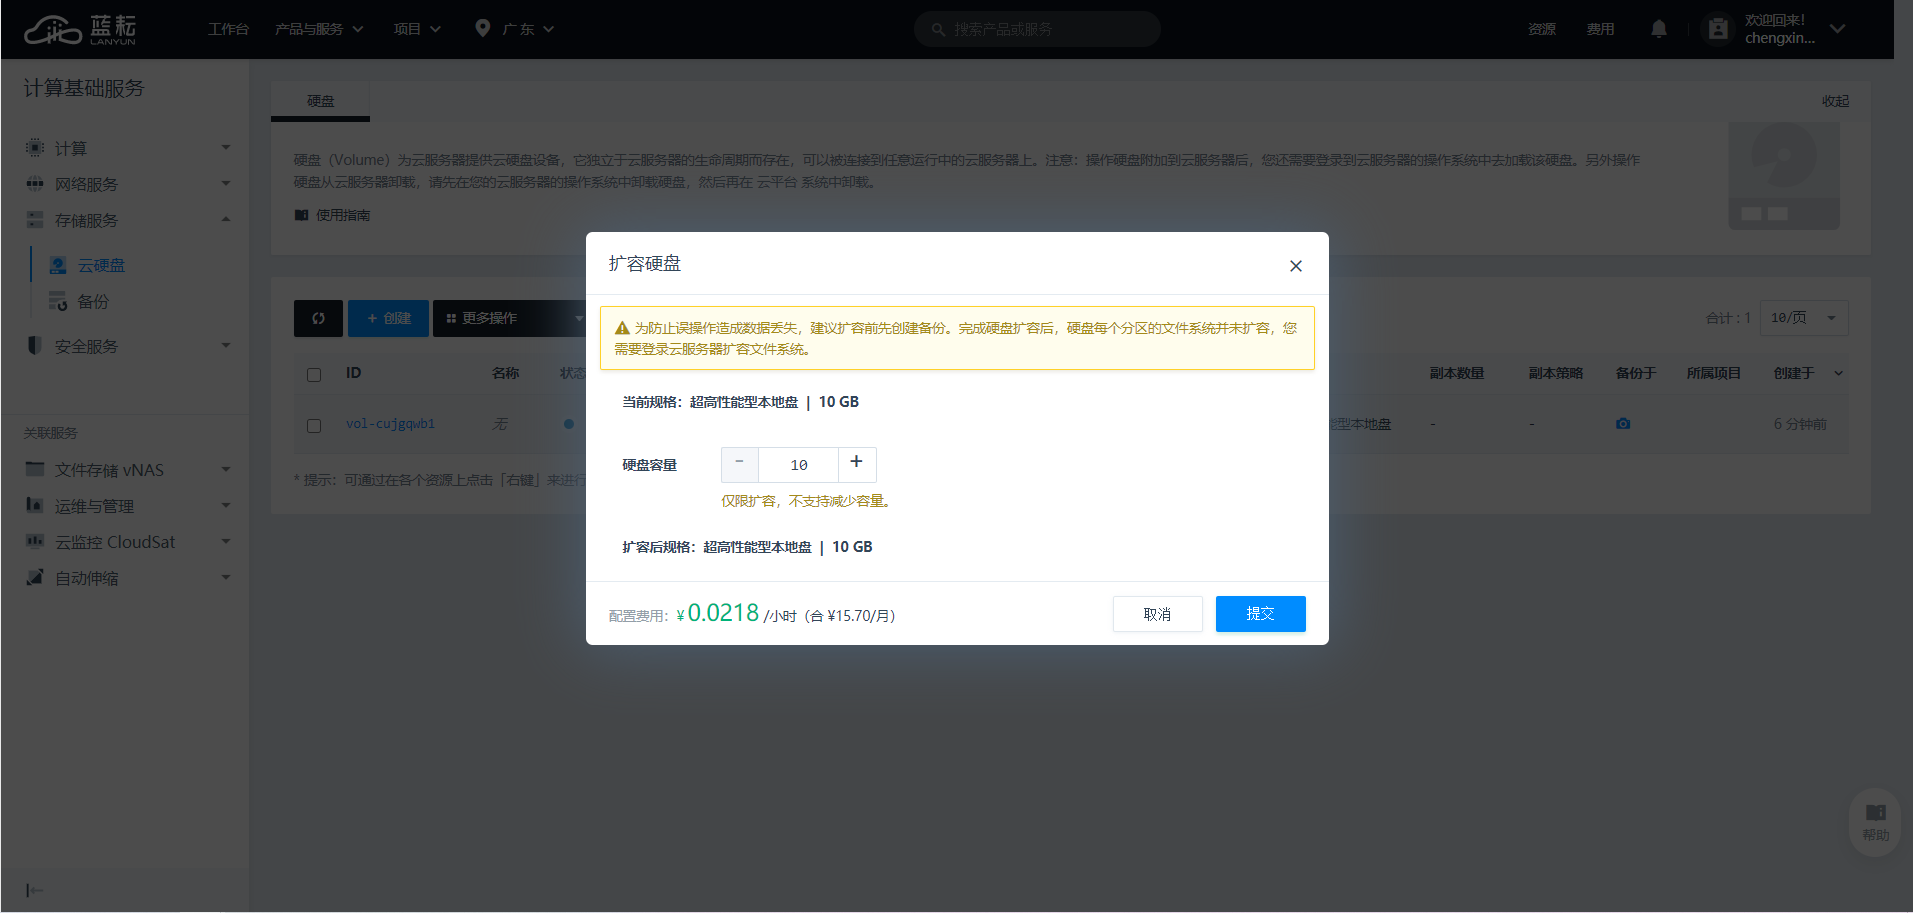 蓝耘
LANYUN
工作台 产品与服务 项目 广东 搜索产品或服务 资源 费用 欢迎回来!
chengxin...
计算基础服务
计算
网络服务
存储服务
云硬盘
备份
安全服务
关联服务
文件存储 vNAS
运维与管理
云监控 CloudSat
自动伸缩
硬盘 收起
硬盘（Volume）为云服务器提供云硬盘设备，它独立于云服务器的生命周期而存在，可以被连接到任意运行中的云服务器上。注意：操作硬盘附加到云服务器后，您还需要登录到云服务器的操作系统中去加载该硬盘。另外操作
硬盘从云服务器卸载，请先在您的云服务器的操作系统中卸载硬盘，然后再在 云平台 系统中卸载。
使用指南
+ 创建 更多操作 合计 : 1 10/页
ID 名称 状态 副本数量 副本策略 备份于 所属项目 创建于
vol-cujgqwb1 无 能型本地盘 - - 6 分钟前
* 提示：可通过在各个资源上点击「右键」来进行
扩容硬盘
为防止误操作造成数据丢失，建议扩容前先创建备份。完成硬盘扩容后，硬盘每个分区的文件系统并未扩容，您
需要登录云服务器扩容文件系统。
当前规格：超高性能型本地盘 | 10 GB
硬盘容量 − 10 +
仅限扩容，不支持减少容量。
扩容后规格：超高性能型本地盘 | 10 GB
配置费用：¥ 0.0218 /小时（合 ¥15.70/月） 取消 提交
帮助